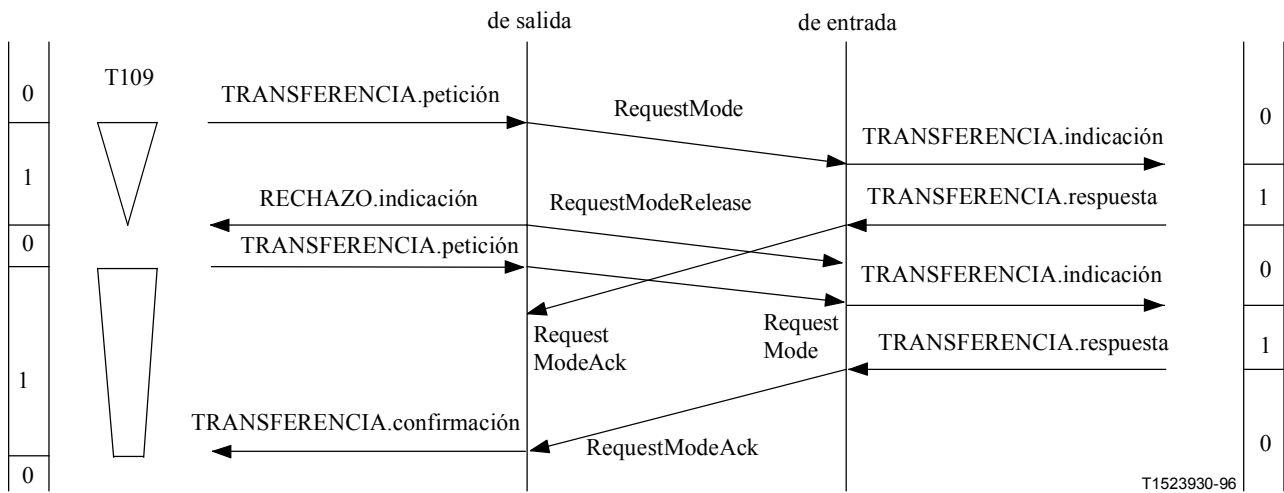 de salida
de entrada
T109
0
TRANSFERENCIA.petición
RequestMode
0
TRANSFERENCIA.indicación
1
RECHAZO.indicación
RequestModeRelease
TRANSFERENCIA.respuesta
1
0
TRANSFERENCIA.petición
TRANSFERENCIA.indicación
0
Request
ModeAck
Request
Mode
TRANSFERENCIA.respuesta
1
1
TRANSFERENCIA.confirmación
RequestModeAck
0
0
T1523930-96